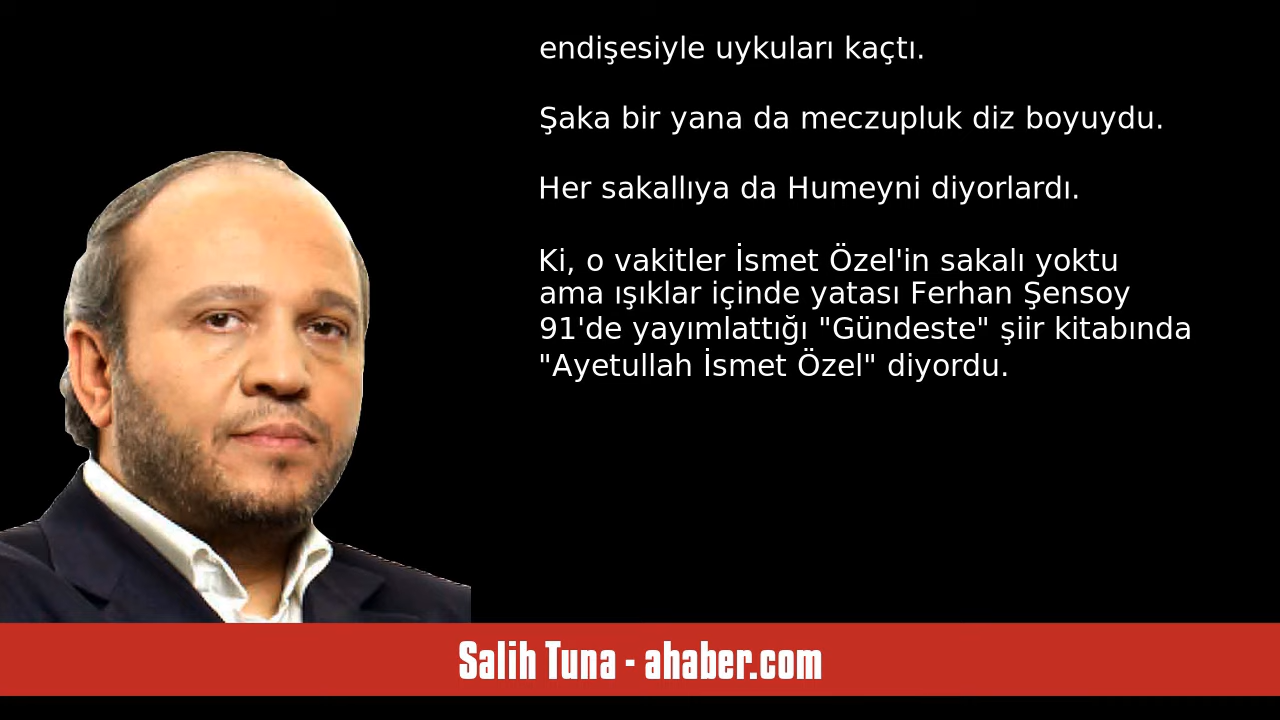 endişesiyle uykuları kaçtı.
Şaka bir yana da meczupluk diz boyuydu.
Her sakallıya da Humeyni diyorlardı.
Ki, o vakitler İsmet Özel'in sakalı yoktu
ama ışıklar içinde yatası Ferhan Şensoy
91'de yayımlattığı "Gündeste" şiir kitabında
"Ayetullah İsmet Özel" diyordu.
Salih Tuna - ahaber.com